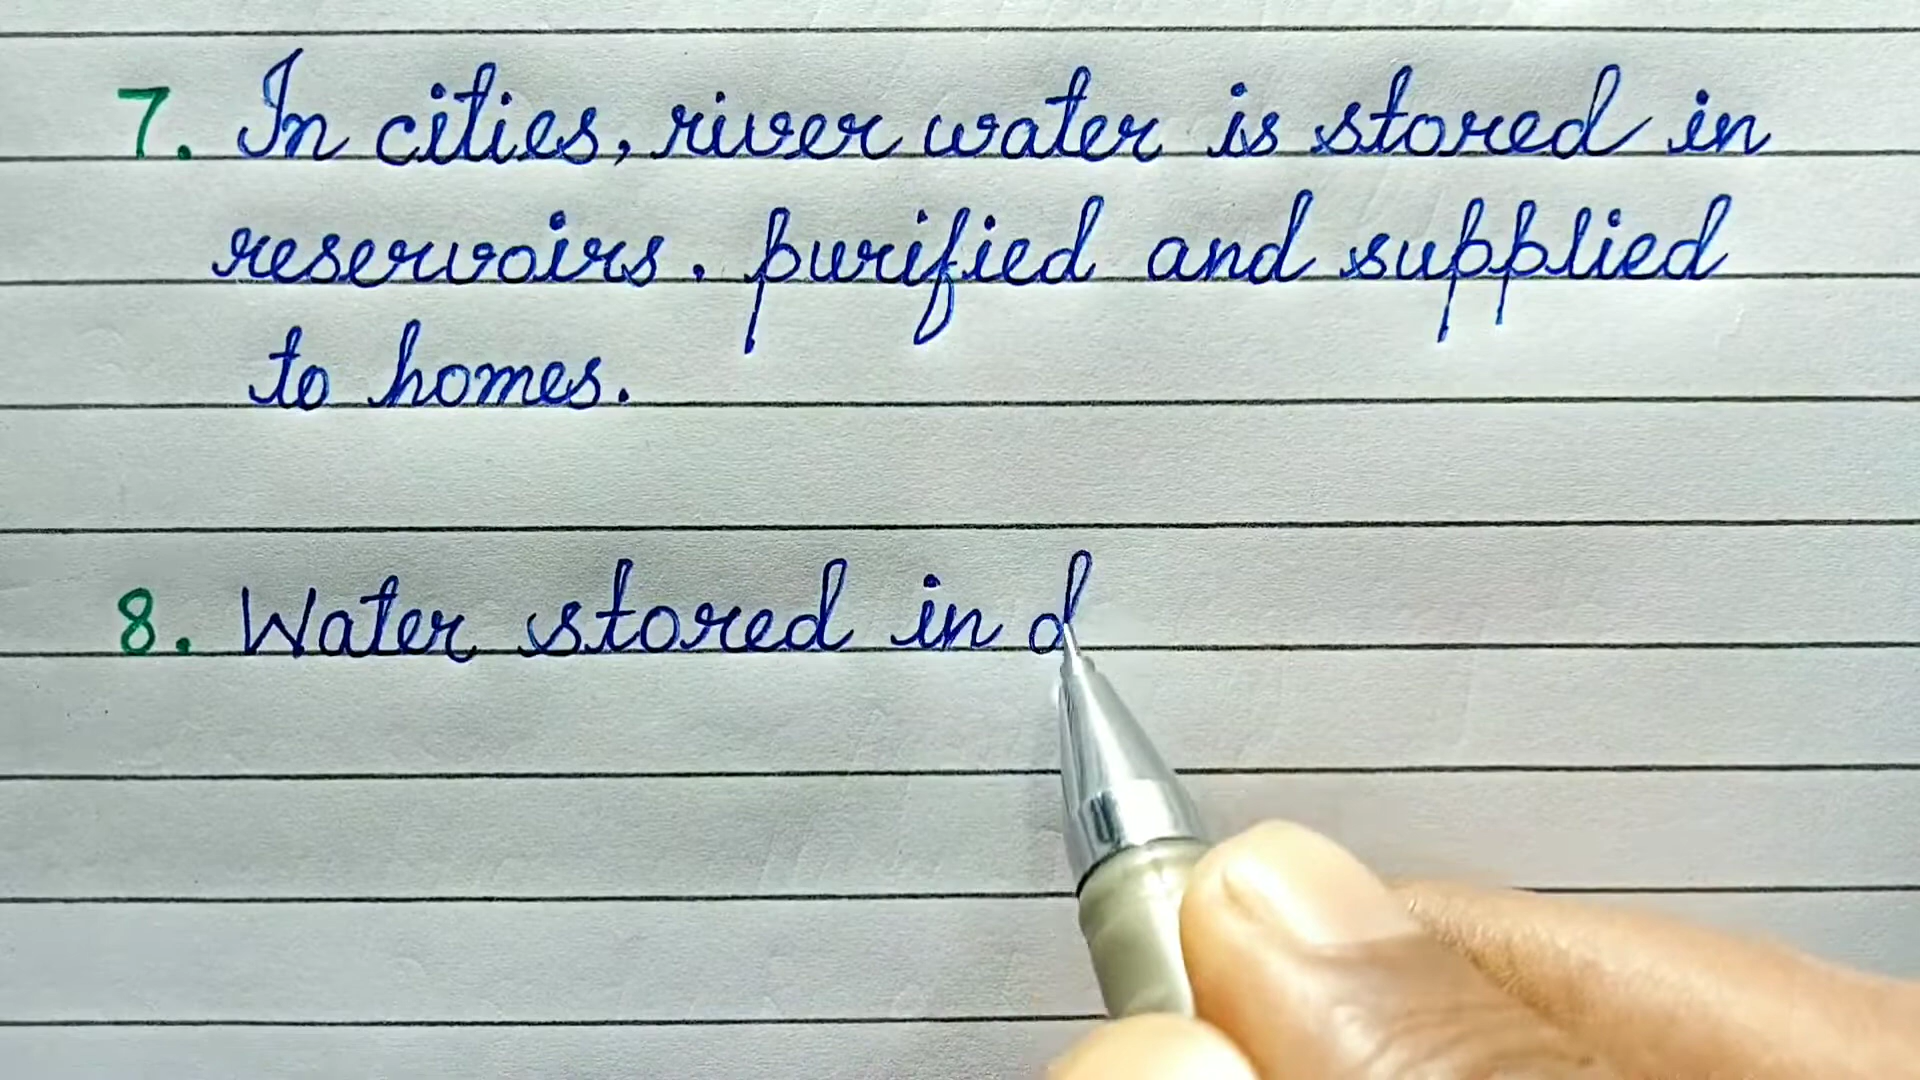 7. In cities, river water is stored in
reservoirs. purified and supplied
to homes.
8. Water stored in d